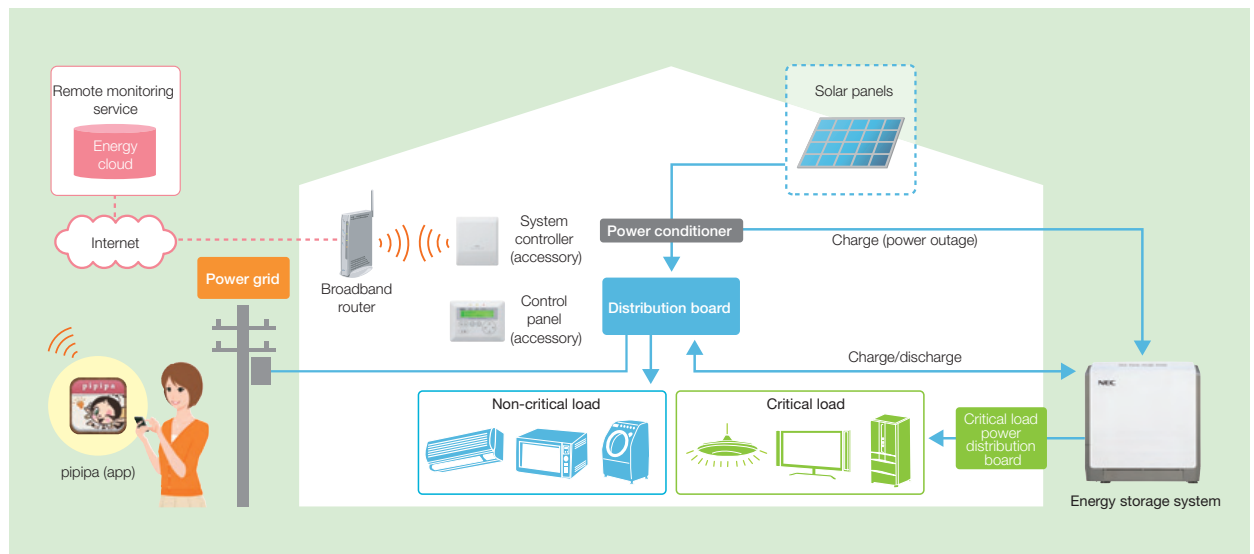 Remote monitoring
service
Energy
cloud
Internet
Power grid
pipipa
pipipa (app)
Broadband
router
System
controller
(accessory)
Control
panel
(accessory)
Solar panels
Power conditioner
Charge (power outage)
Distribution board
Charge/discharge
Non-critical load
Critical load
Critical load
power
distribution
board
NEC
Energy storage system